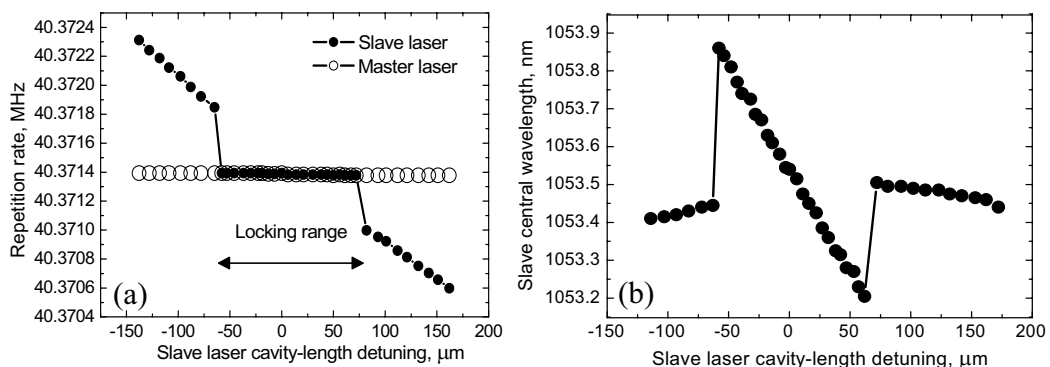 40.3724
40.3722
40.3720
40.3718
40.3716
40.3714
40.3712
40.3710
40.3708
40.3706
40.3704
Repetition rate, MHz
Slave laser
Master laser
Locking range
(a)
-150 -100 -50 0 50 100 150 200
Slave laser cavity-length detuning, μm
1053.9
1053.8
1053.7
1053.6
1053.5
1053.4
1053.3
1053.2
Slave central wavelength, nm
(b)
-150 -100 -50 0 50 100 150 200
Slave laser cavity-length detuning, μm